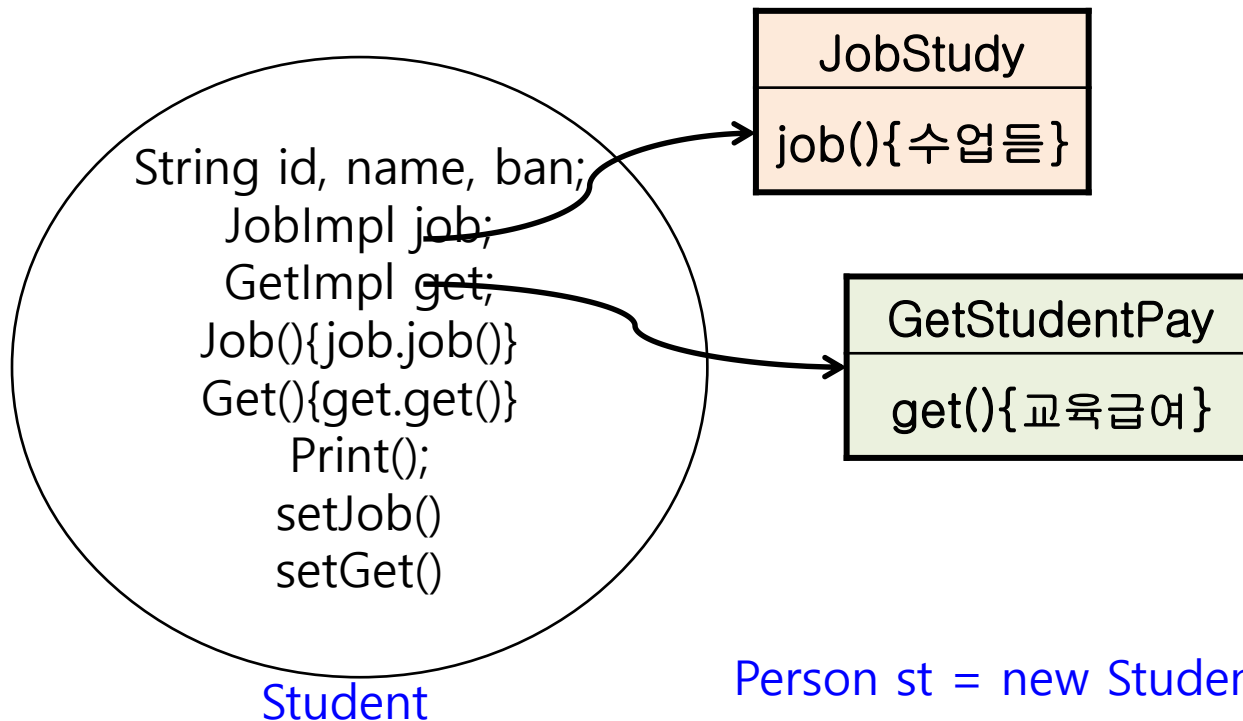 JobStudy
job(){수업듣}
String id, name, ban;
JobImpl job;
GetImpl get;
Job(){job.job()}
Get(){get.get()}
Print();
setJob()
setGet()
GetStudentPay
get(){교육급여}
Student
Person st = new Studen